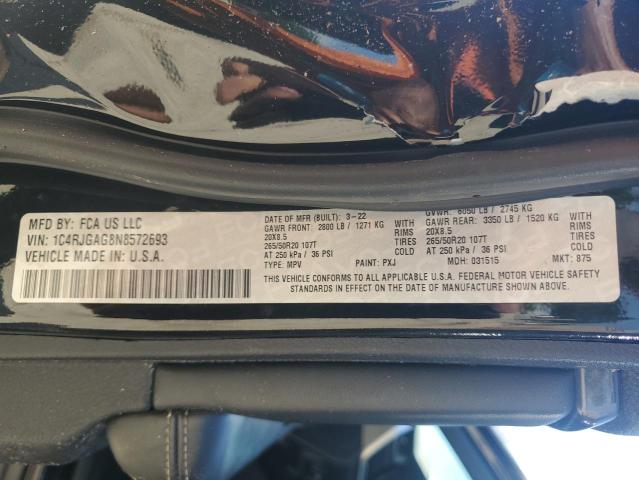 MFD BY: FCA US LLC
VIN: 1C4RJGAG8N8572693
VEHICLE MADE IN: U.S.A.
DATE OF MFR (BUILT): 3-22
GAWR FRONT: 2800 LB / 1271 KG WITH
20X8.5 RIMS
265/50R20 107T TIRES
AT 250 kPa / 36 PSI COLD
TYPE: MPV PAINT: PXJ
GVWR: 6050 LB / 2745 KG
GAWR REAR: 3350 LB / 1520 KG WITH
20X8.5 RIMS
265/50R20 107T TIRES
AT 250 kPa / 36 PSI COLD
MDH: 031515 MKT: 875
THIS VEHICLE CONFORMS TO ALL APPLICABLE U.S.A. FEDERAL MOTOR VEHICLE SAFETY
STANDARDS IN EFFECT ON THE DATE OF MANUFACTURE SHOWN ABOVE.